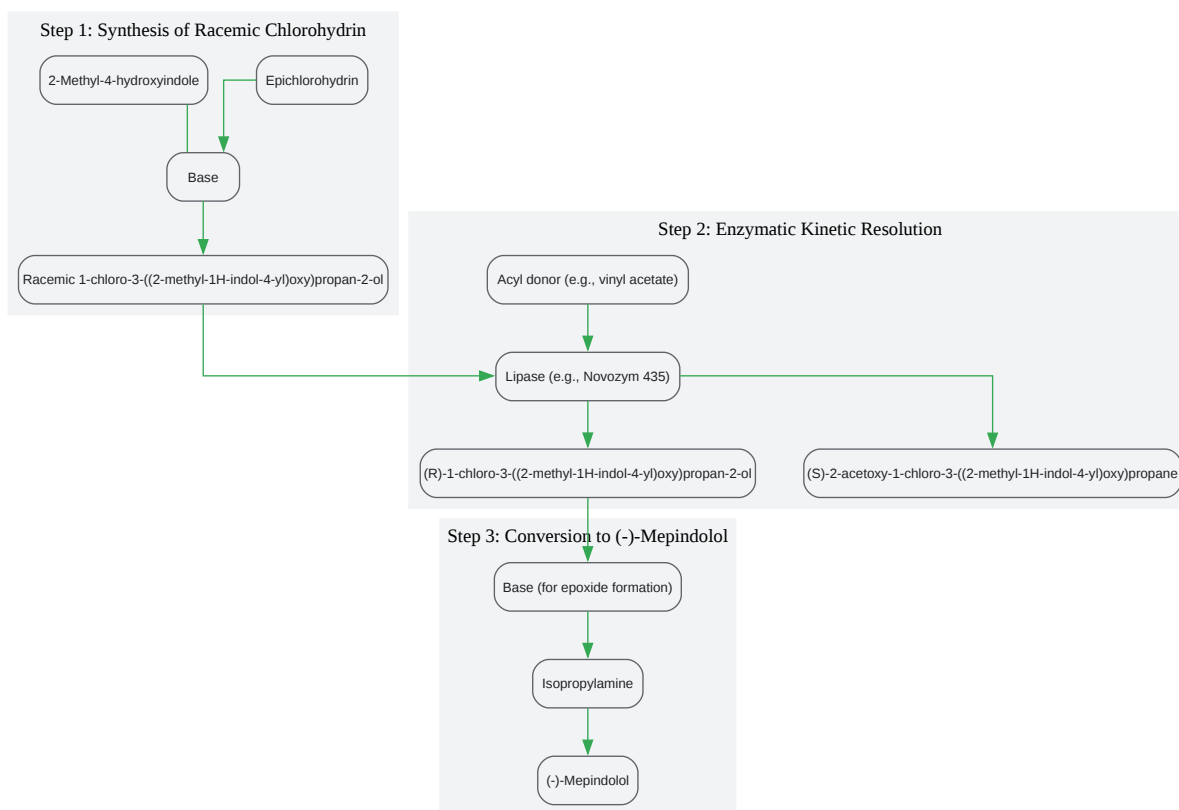 Step 1: Synthesis of Racemic Chlorohydrin
2-Methyl-4-hydroxyindole
Epichlorohydrin
Base
Racemic 1-chloro-3-((2-methyl-1H-indol-4-yl)oxy)propan-2-ol
Step 2: Enzymatic Kinetic Resolution
Acyl donor (e.g., vinyl acetate)
Lipase (e.g., Novozym 435)
(R)-1-chloro-3-((2-methyl-1H-indol-4-yl)oxy)propan-2-ol
(S)-2-acetoxy-1-chloro-3-((2-methyl-1H-indol-4-yl)oxy)propane
Step 3: Conversion to (-)-Mepindolol
Base (for epoxide formation)
Isopropylamine
(-)-Mepindolol